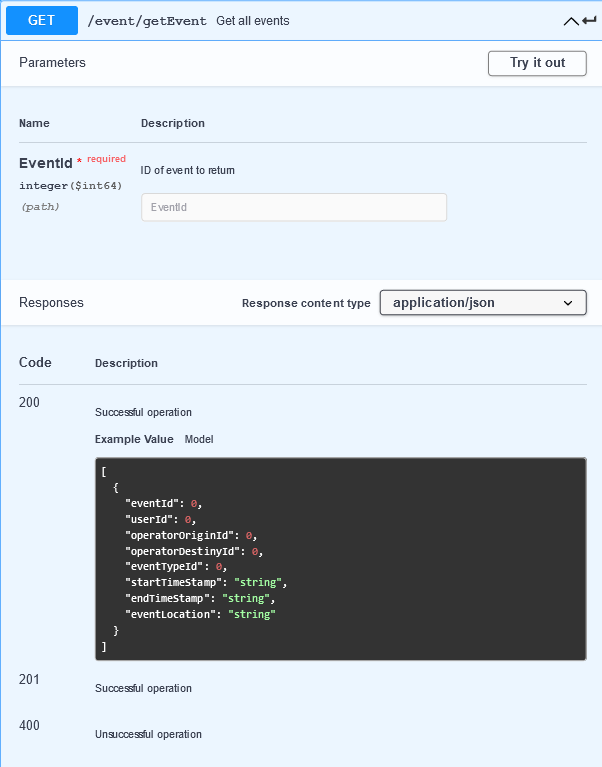 GET /event/getEvent Get all events
Parameters Try it out
Name Description
EventId * required ID of event to return
integer($int64)
(path) EventId
Responses Response content type application/json
Code Description
200 Successful operation
Example Value Model
[
{
"eventId": 0,
"userId": 0,
"operatorOriginId": 0,
"operatorDestinyId": 0,
"eventTypeId": 0,
"startTimeStamp": "string",
"endTimeStamp": "string",
"eventLocation": "string"
}
]
201 Successful operation
400 Unsuccessful operation